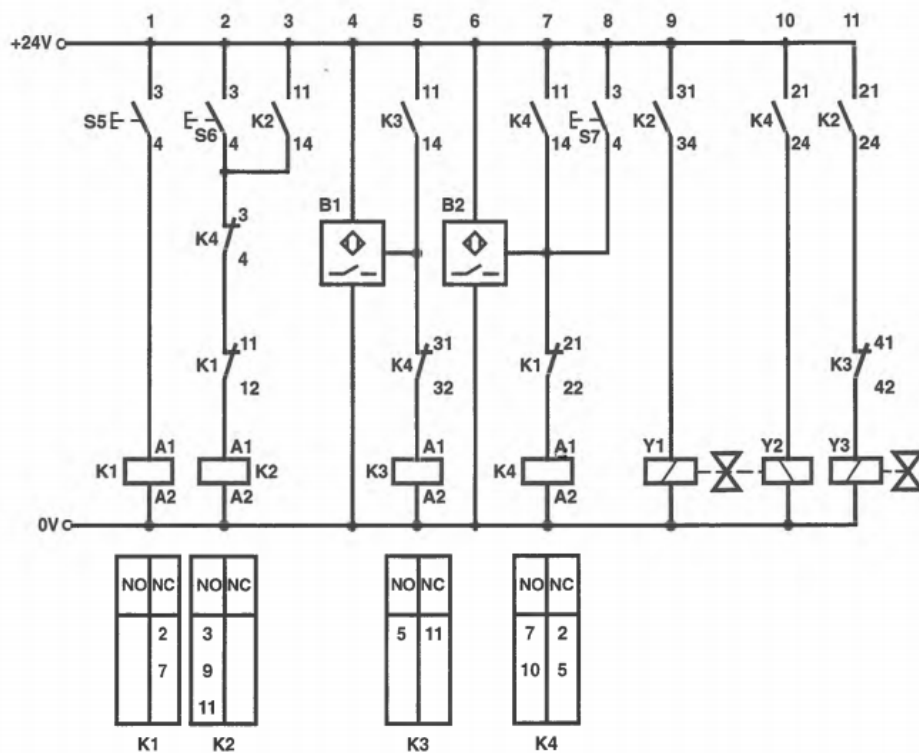 1 2 3 4 5 6 7 8 9 10 11
+24V
3 3 11 11 11 3 31 21 21
S5 S6 K2 K3 K4 S7 K2 K4 K2
4 4 14 14 14 4 34 24 24
B1 B2
3
K4
4
11 31 21 41
K1 K4 K1 K3
12 32 22 42
A1 A1 A1 A1 Y1 Y2 Y3
K1 K2 K3 K4
A2 A2 A2 A2
0V
NO NC NO NC NO NC NO NC
2 3 5 11 7 2
7 9 10 5
11
K1 K2 K3 K4